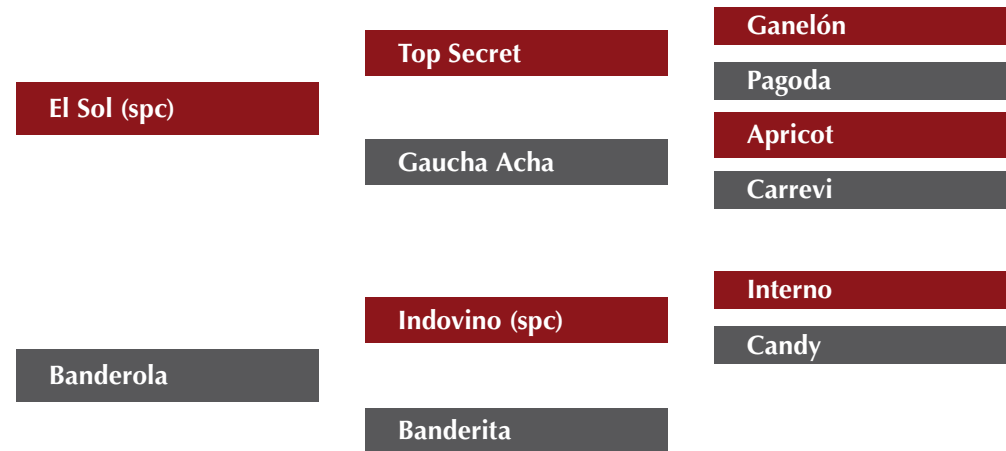 El Sol (spc)
Top Secret
Ganelón
Pagoda
Gaucha Acha
Apricot
Carrevi
Banderola
Indovino (spc)
Interno
Candy
Banderita